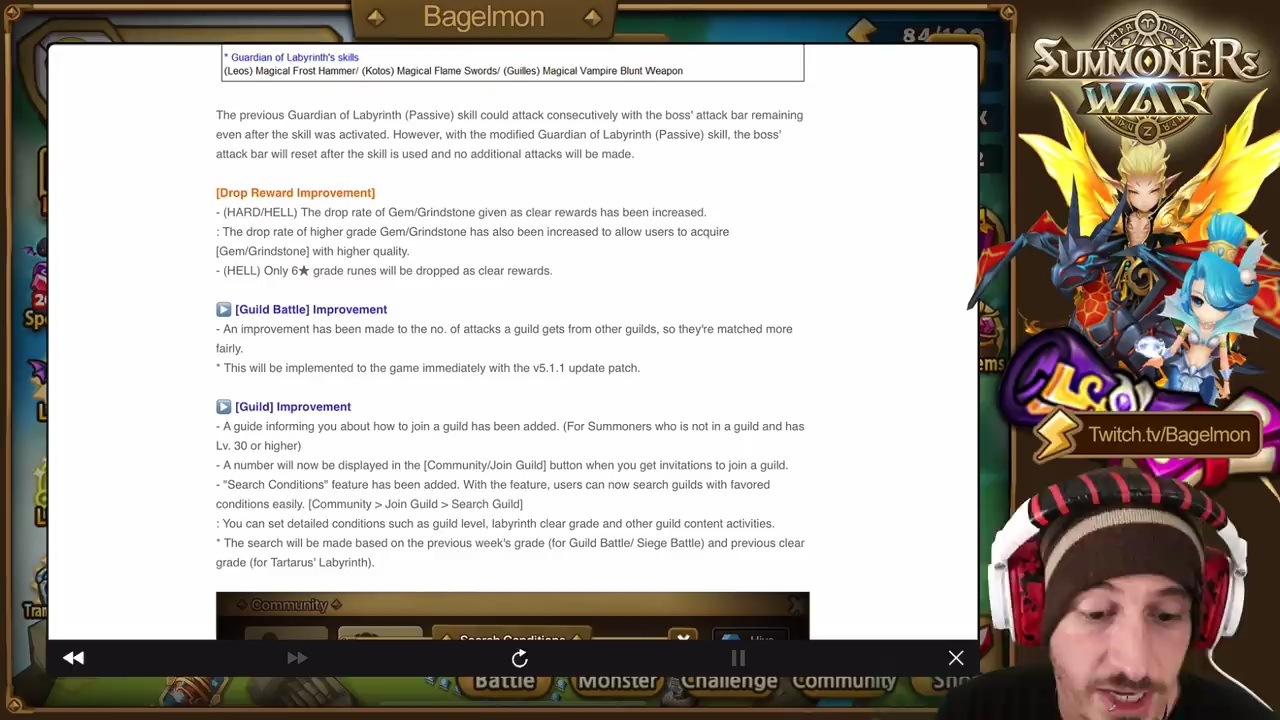 Bagelmon
* Guardian of Labyrinth's skills
(Leos) Magical Frost Hammer/ (Kotos) Magical Flame Swords/ (Guilles) Magical Vampire Blunt Weapon
The previous Guardian of Labyrinth (Passive) skill could attack consecutively with the boss' attack bar remaining
even after the skill was activated. However, with the modified Guardian of Labyrinth (Passive) skill, the boss'
attack bar will reset after the skill is used and no additional attacks will be made.
[Drop Reward Improvement]
- (HARD/HELL) The drop rate of Gem/Grindstone given as clear rewards has been increased.
: The drop rate of higher grade Gem/Grindstone has also been increased to allow users to acquire
[Gem/Grindstone] with higher quality.
- (HELL) Only 6★ grade runes will be dropped as clear rewards.
[Guild Battle] Improvement
- An improvement has been made to the no. of attacks a guild gets from other guilds, so they're matched more
fairly.
* This will be implemented to the game immediately with the v5.1.1 update patch.
[Guild] Improvement
- A guide informing you about how to join a guild has been added. (For Summoners who is not in a guild and has
Lv. 30 or higher)
- A number will now be displayed in the [Community/Join Guild] button when you get invitations to join a guild.
- "Search Conditions" feature has been added. With the feature, users can now search guilds with favored
conditions easily. [Community > Join Guild > Search Guild]
: You can set detailed conditions such as guild level, labyrinth clear grade and other guild content activities.
* The search will be made based on the previous week's grade (for Guild Battle/ Siege Battle) and previous clear
grade (for Tartarus' Labyrinth).
Community
Search Conditions
Hive
Battle
Monster
Challenge
Community
SUMMONERS
WAR
Twitch.tv/Bagelmon